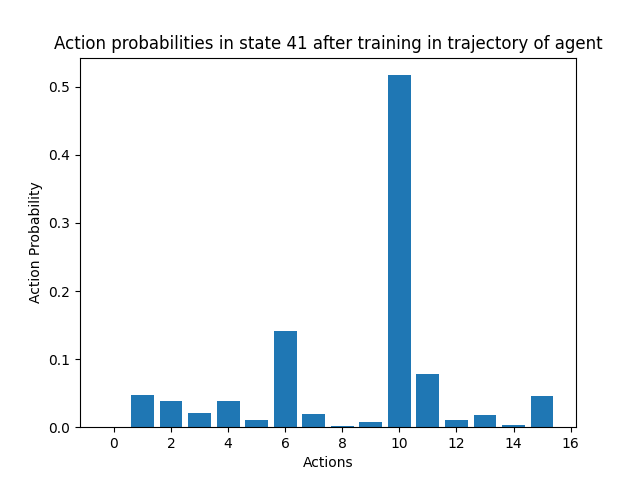 Action probabilities in state 41 after training in trajectory of agent
0.5
0.4
0.3
0.2
0.1
0.0
Action Probability
0 2 4 6 8 10 12 14 16
Actions